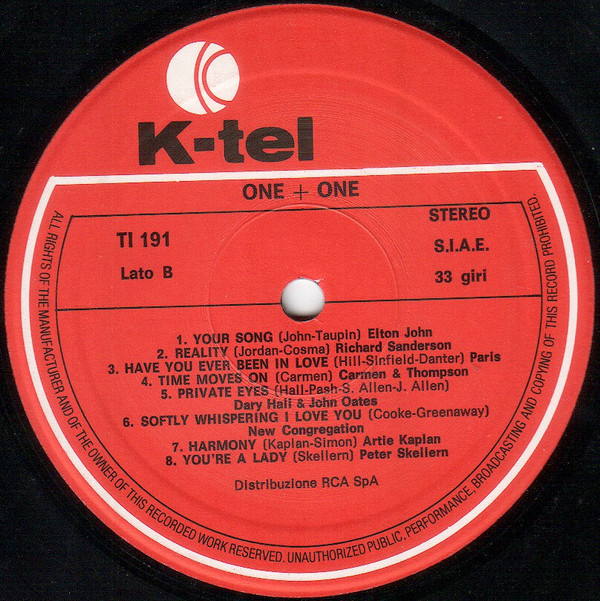 K-tel
ONE + ONE
TI 191
STEREO
S.I.A.E.
Lato B
33 giri
1. YOUR SONG (John-Taupin) Elton John
2. REALITY (Jordan-Cosma) Richard Sanderson
3. HAVE YOU EVER BEEN IN LOVE (Hill-Sinfield-Danter) Paris
4. TIME MOVES ON (Carmen) Carmen & Thompson
5. PRIVATE EYES (Hall-Pash-S. Allen-J. Allen)
Dary Hall & John Oates
6. SOFTLY WHISPERING I LOVE YOU (Cooke-Greenaway)
New Congregation
7. HARMONY (Kaplan-Simon) Artie Kaplan
8. YOU'RE A LADY (Skellern) Peter Skellern
Distribuzione RCA SpA
ALL RIGHTS OF THE MANUFACTURER AND OF THE OWNER OF THIS RECORDED WORK RESERVED. UNAUTHORIZED PUBLIC, PERFORMANCE, BROADCASTING AND COPYING OF THIS RECORD PROHIBITED.